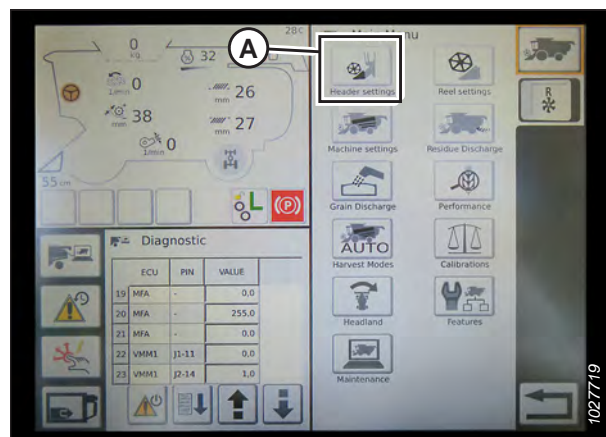 28c
Main Menu
A
0
kg
32
0
l/min
mm
26
38
mm
mm
27
0
l/min
55 cm
L
(P)
Diagnostic
ECU PIN VALUE
19 MFA - 0,0
20 MFA - 255,0
21 MFA - 0,0
22 VMM1 J1-11 0,0
23 VMM1 J2-14 1,0
Header settings
Reel settings
Machine settings
Residue Discharge
Grain Discharge
Performance
AUTO
Harvest Modes
Calibrations
Headland
Features
Maintenance
R
1027719